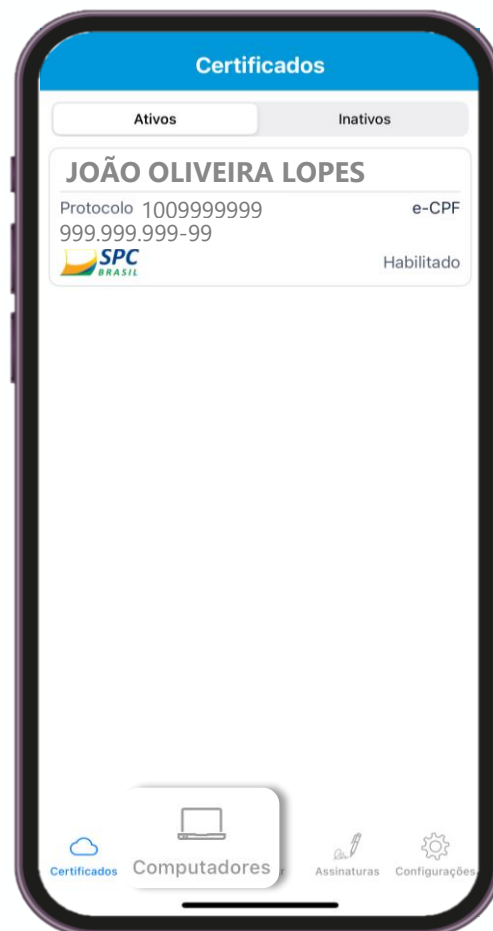 Certificados
Ativos Inativos
JOÃO OLIVEIRA LOPES
Protocolo 1009999999 e-CPF
999.999.999-99
SPC
BRASIL
Habilitado
Certificados Computadores Assinaturas Configurações